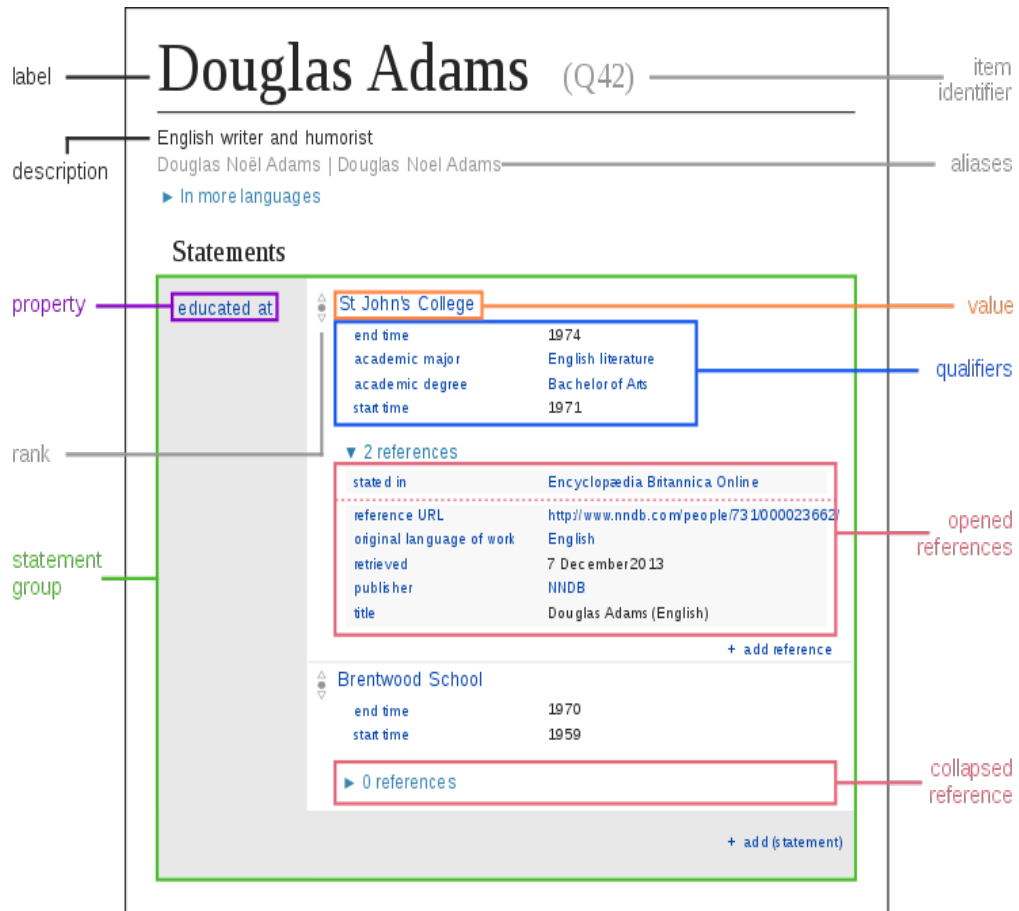 label
Douglas Adams (Q42)
item
identifier
English writer and humorist
description
Douglas Noël Adams | Douglas Noel Adams
aliases
► In more languages
Statements
property
educated at
St John's College
value
end time 1974
academic major English literature
academic degree Bachelor of Arts
start time 1971
qualifiers
rank
▼ 2 references
stated in Encyclopædia Britannica Online
reference URL http://www.nndb.com/people/731/000023662/
original language of work English
retrieved 7 December 2013
publisher NNDB
title Douglas Adams (English)
opened
references
statement
group
+ add reference
Brentwood School
end time 1970
start time 1959
► 0 references
collapsed
reference
+ add (statement)